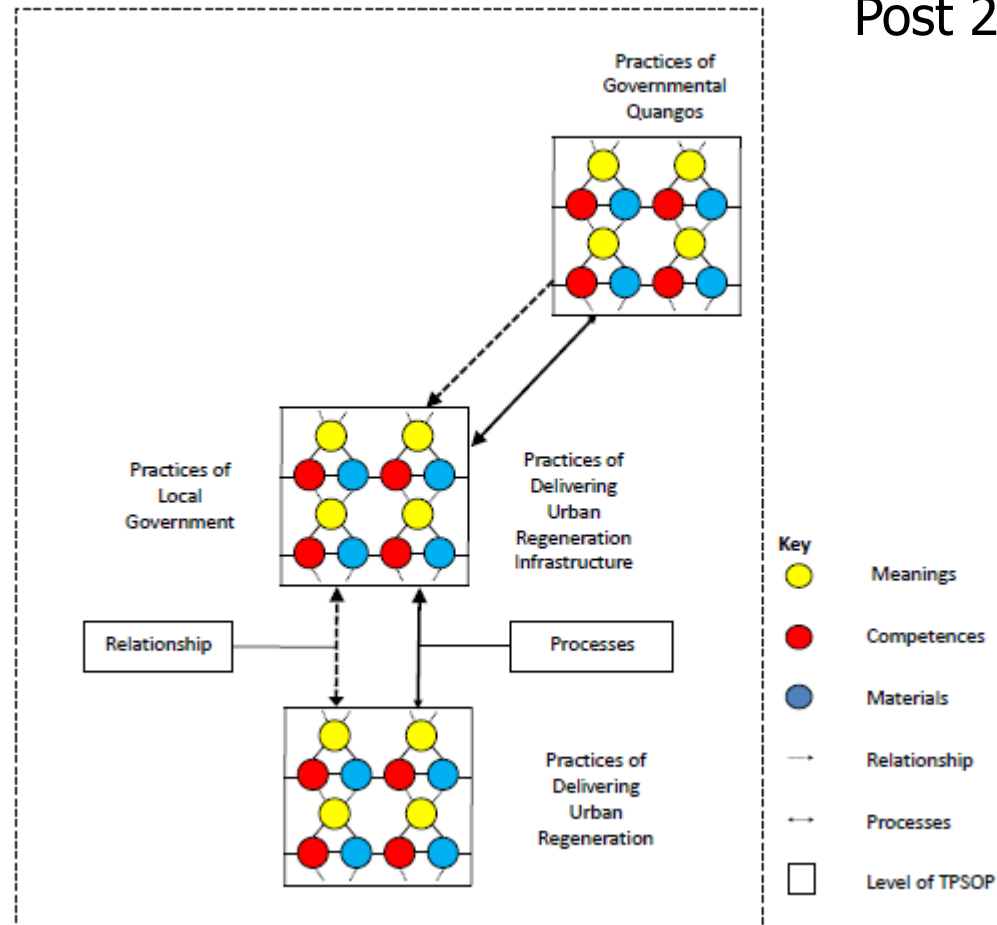 Post 2
Practices of
Governmental
Quangos
Practices of
Local
Government
Practices of
Delivering
Urban
Regeneration
Infrastructure
Relationship
Processes
Practices of
Delivering
Urban
Regeneration
Key
Meanings
Competences
Materials
Relationship
Processes
Level of TPSOP